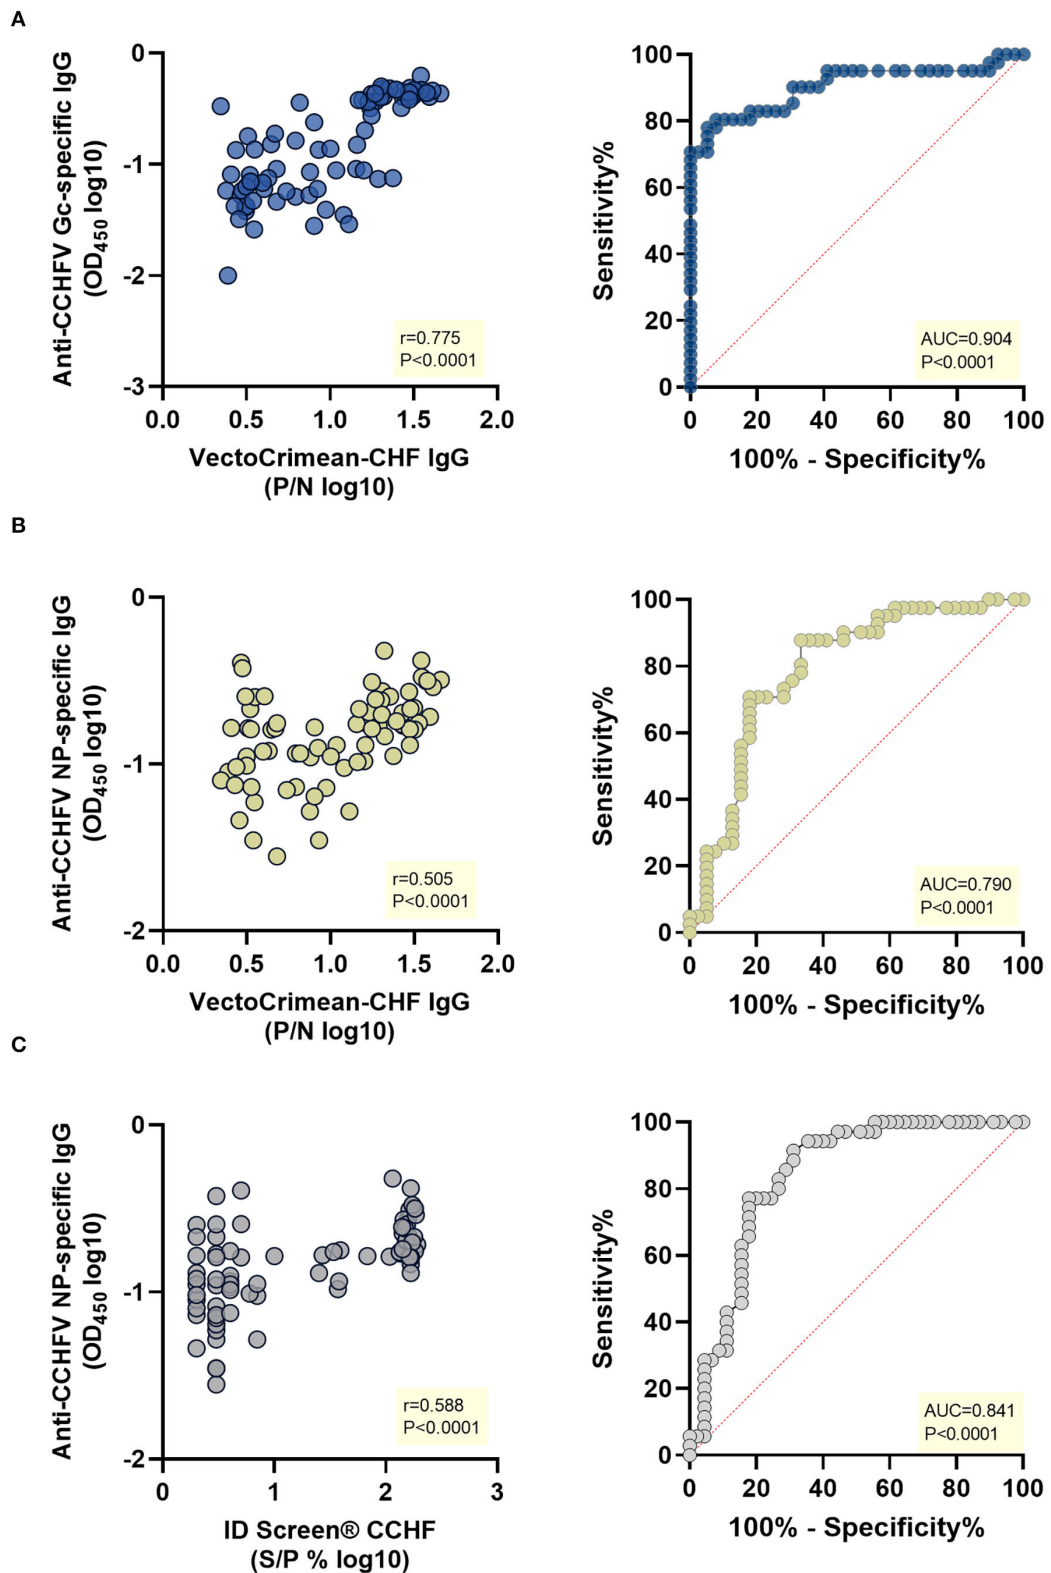 A
Anti-CCHFV Gc-specific IgG
(OD450 log10)
0
-1
-2
-3
0.0 0.5 1.0 1.5 2.0
VectoCrimean-CHF IgG
(P/N log10)
r=0.775
P<0.0001
Sensitivity%
100
80
60
40
20
0
0 20 40 60 80 100
100% - Specificity%
AUC=0.904
P<0.0001
B
Anti-CCHFV NP-specific IgG
(OD450 log10)
0
-1
-2
0.0 0.5 1.0 1.5 2.0
VectoCrimean-CHF IgG
(P/N log10)
r=0.505
P<0.0001
Sensitivity%
100
80
60
40
20
0
0 20 40 60 80 100
100% - Specificity%
AUC=0.790
P<0.0001
C
Anti-CCHFV NP-specific IgG
(OD450 log10)
0
-1
-2
0 1 2 3
ID Screen® CCHF
(S/P % log10)
r=0.588
P<0.0001
Sensitivity%
100
80
60
40
20
0
0 20 40 60 80 100
100% - Specificity%
AUC=0.841
P<0.0001